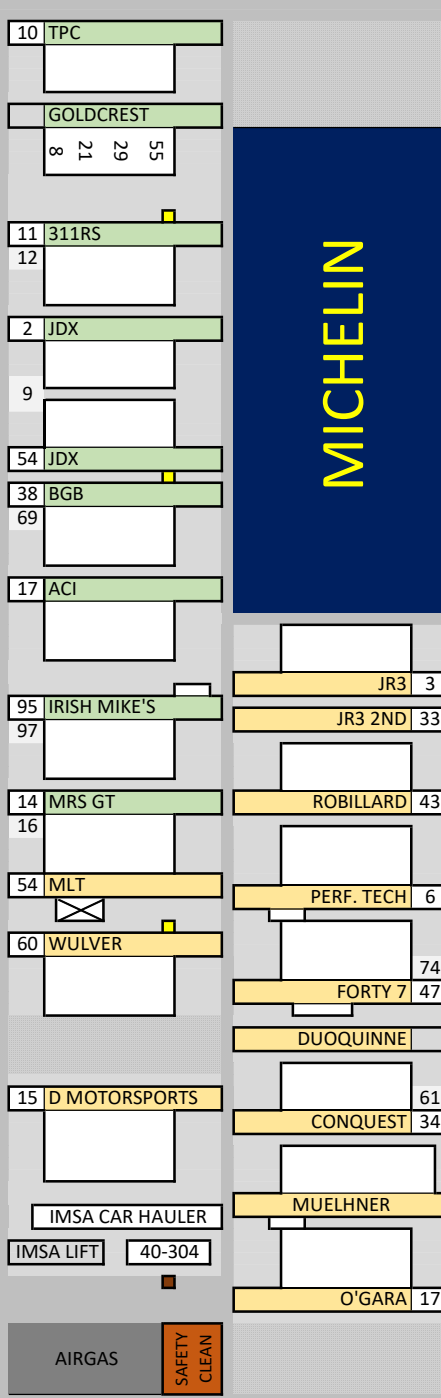 10 TPC
GOLDCREST
8 21 29 55
11 311RS
12
2 JDX
9
54 JDX
38 BGB
69
17 ACI
95 IRISH MIKE'S
97
14 MRS GT
16
54 MLT
60 WULVER
15 D MOTORSPORTS
IMSA CAR HAULER
IMSA LIFT
40-304
AIRGAS
SAFETY
CLEAN
MICHELIN
JR3 3
JR3 2ND 33
ROBILLARD 43
PERF. TECH 6
74
FORTY 7 47
DUOQUINNE
61
CONQUEST 34
MUELHNER
O'GARA 17